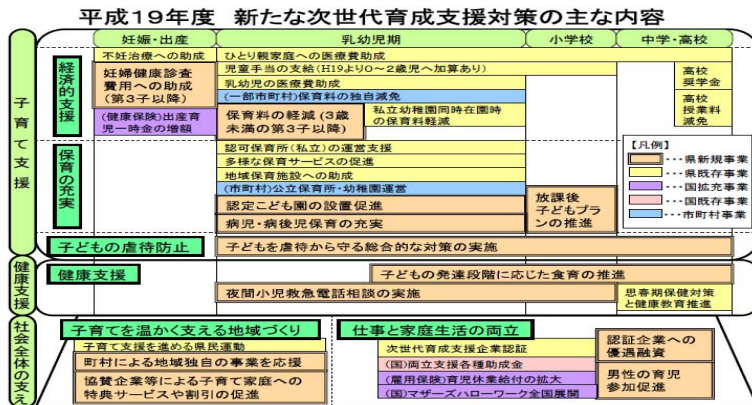 平成19年度 新たな次世代育成支援対策の主な内容
妊娠・出産
乳幼児期
小学校
中学・高校
子育て支援
経済的支援
不妊治療への助成
ひとり親家庭への医療費助成
妊婦健康診査
費用への助成
(第3子以降)
児童手当の支給(H19より0~2歳児へ加算あり)
乳幼児の医療費助成
(一部市町村)保育料の独自減免
(健康保険)出産育
児一時金の増額
保育料の軽減(3歳
未満の第3子以降)
私立幼稚園同時在園時
の保育料軽減
高校
奨学金
高校
授業料
減免
【凡例】
・・・県新規事業
・・・県既存事業
・・・国拡充事業
・・・国既存事業
・・・市町村事業
保育の充実
認可保育所(私立)の運営支援
多様な保育サービスの促進
地域保育施設への助成
(市町村)公立保育所・幼稚園運営
認定こども園の設置促進
病児・病後児保育の充実
放課後
子どもプラ
ンの推進
子どもの虐待防止
子どもを虐待から守る総合的な対策の実施
健康支援
健康支援
子どもの発達段階に応じた食育の推進
夜間小児救急電話相談の実施
思春期保健対策
と健康教育推進
社会全体の支え
子育てを温かく支える地域づくり
子育て支援を進める県民運動
町村による地域独自の事業を応援
協賛企業等による子育て家庭への
特典サービスや割引の促進
仕事と家庭生活の両立
次世代育成支援企業認証
(国)両立支援各種助成金
(雇用保険)育児休業給付の拡大
(国)マザーズハローワーク全国展開
認証企業への
優遇融資
男性の育児
参加促進